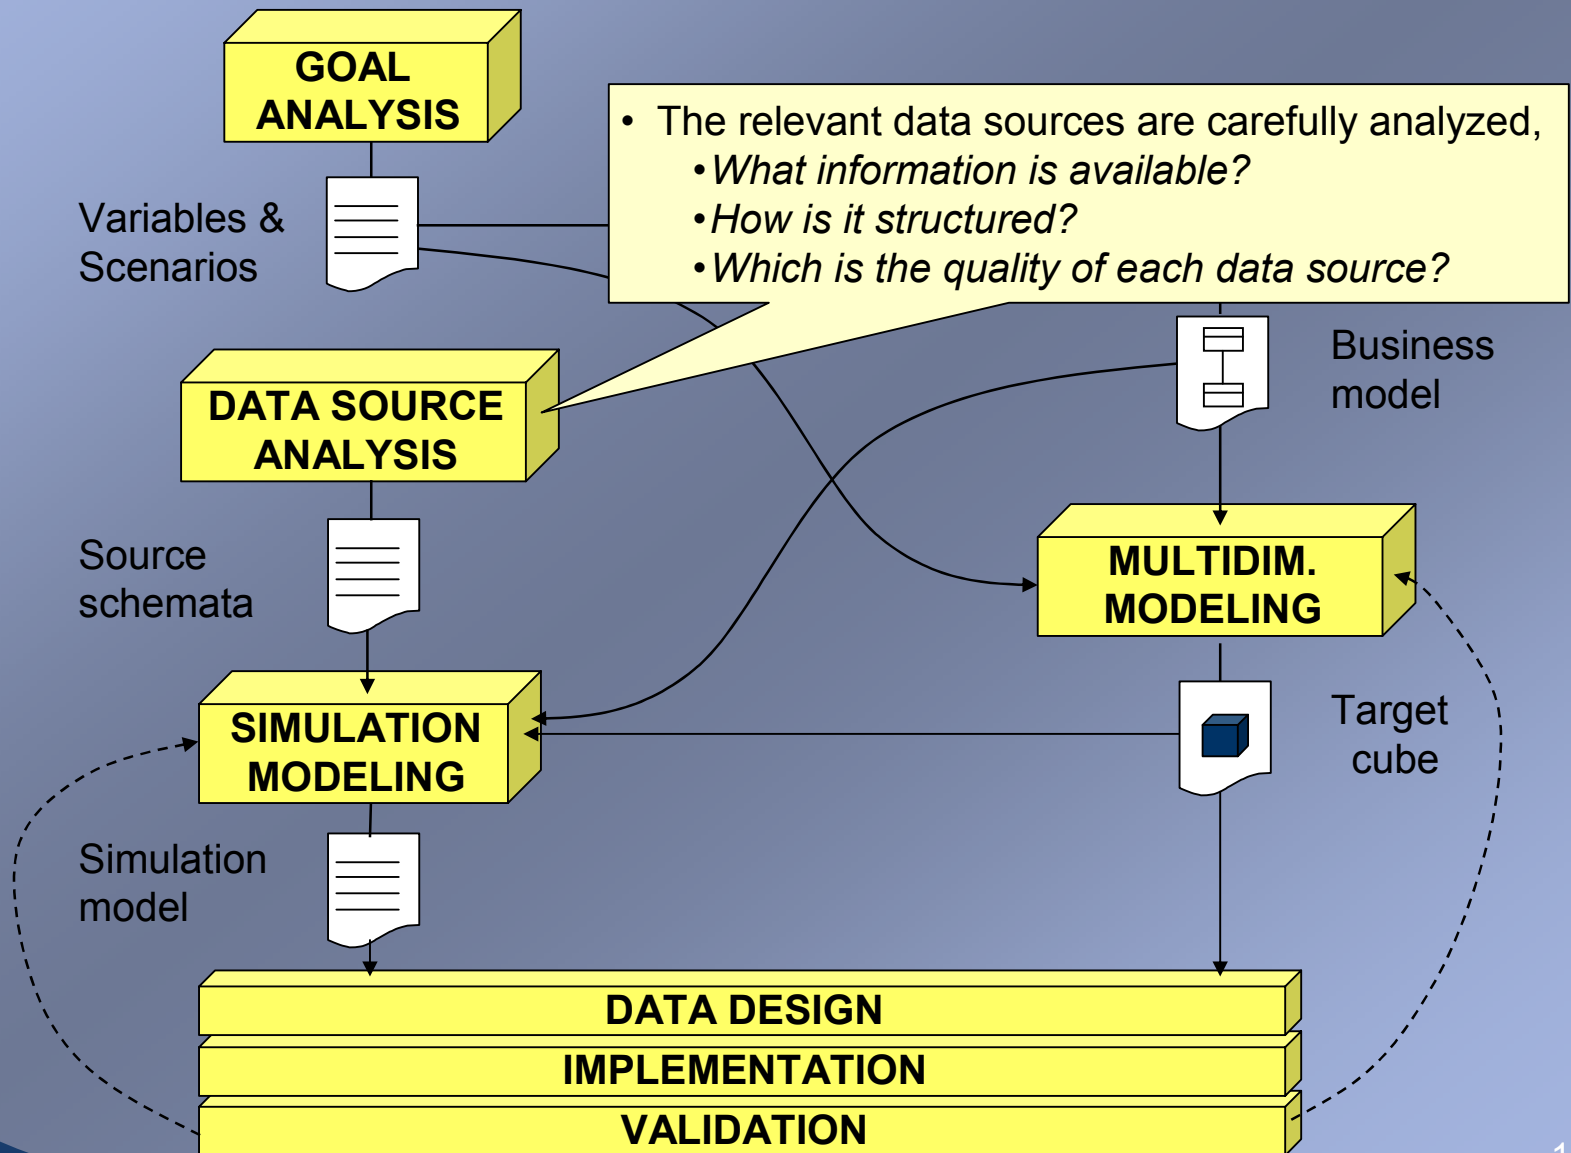 GOAL
ANALYSIS
• The relevant data sources are carefully analyzed,
•What information is available?
•How is it structured?
•Which is the quality of each data source?
Variables &
Scenarios
Business
model
DATA SOURCE
ANALYSIS
Source
schemata
MULTIDIM.
MODELING
SIMULATION
MODELING
Target
cube
Simulation
model
DATA DESIGN
IMPLEMENTATION
VALIDATION